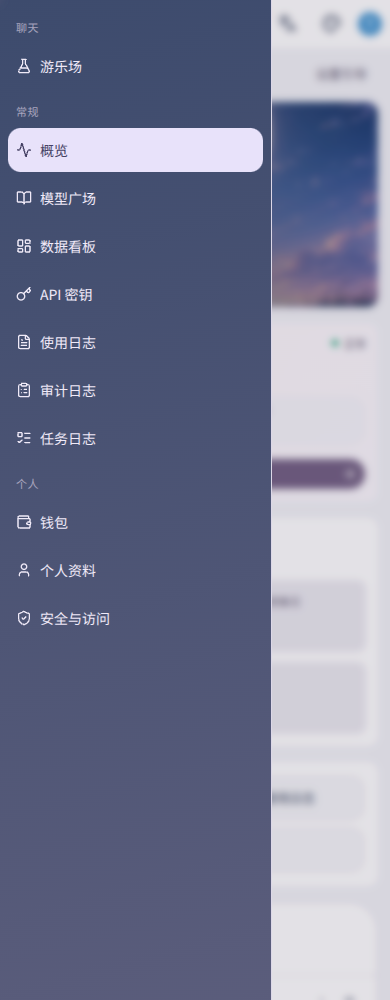 聊天
游乐场
常规
概览
模型广场
数据看板
API 密钥
使用日志
审计日志
任务日志
个人
钱包
个人资料
安全与访问